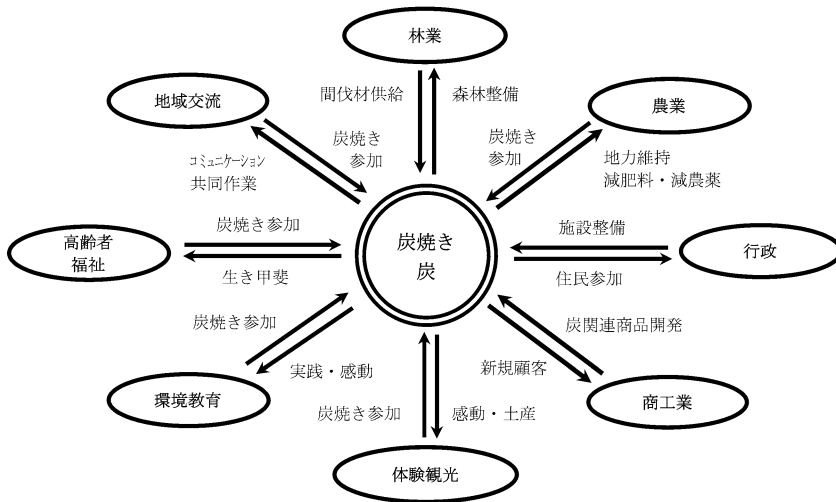 林業
間伐材供給
森林整備
地域交流
農業
炭焼き
参加
炭焼き
参加
コミュニケーション
共同作業
地力維持
減肥料・減農薬
炭焼き参加
施設整備
高齢者
福祉
炭焼き
炭
行政
生き甲斐
住民参加
炭焼き参加
炭関連商品開発
実践・感動
新規顧客
環境教育
商工業
炭焼き参加
感動・土産
体験観光